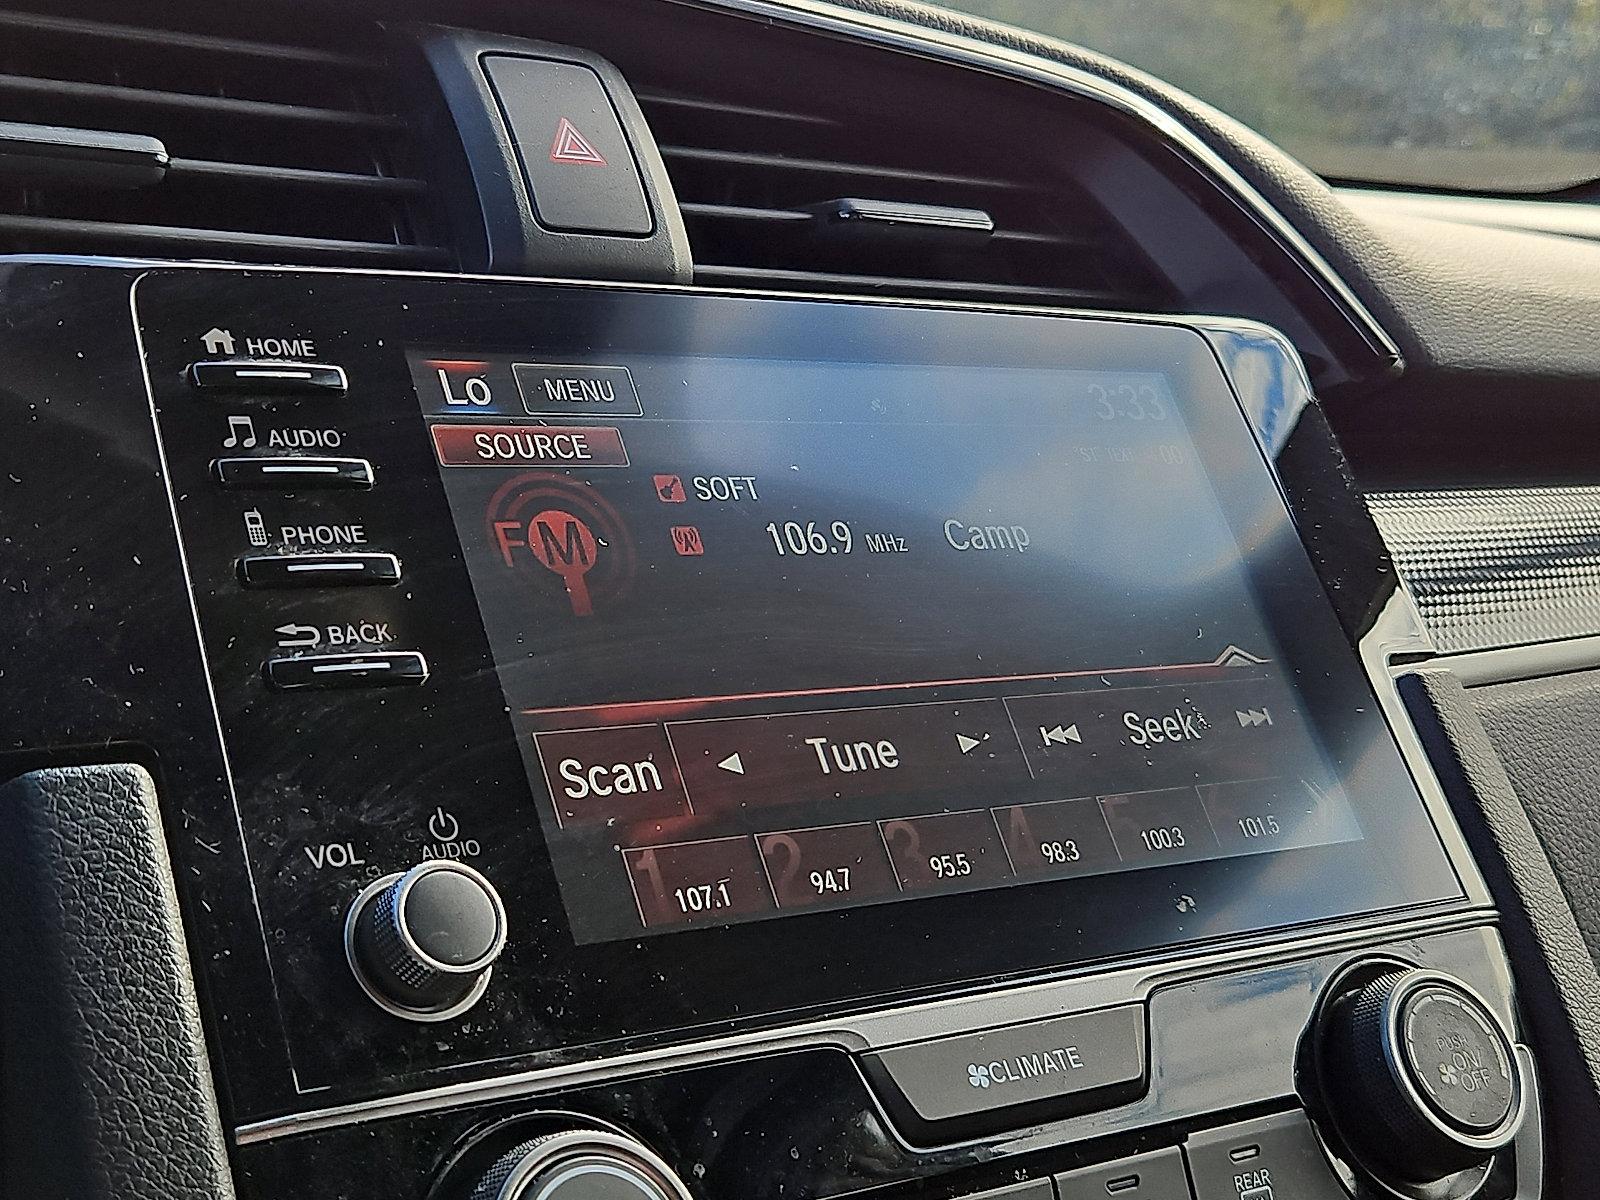 HOME
AUDIO
PHONE
BACK
VOL
AUDIO
Lo MENU 3:33
SOURCE
FM
SOFT
106.9 MHz Camp
Scan Tune Seek
1 107.1 2 94.7 3 95.5 4 98.3 5 100.3 6 101.5
CLIMATE
PUSH
ON/
OFF
REAR